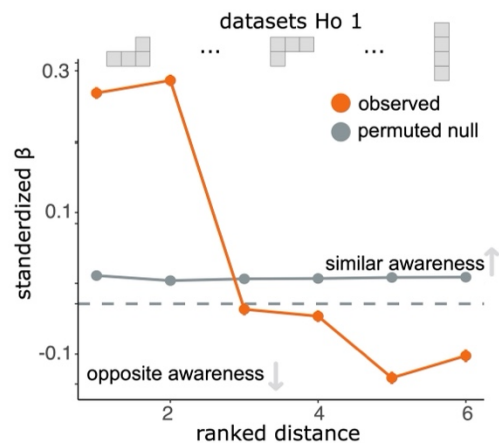 datasets Ho 1
... ...
0.3
observed
permuted null
0.1
standerdized β
similar awareness
-0.1
opposite awareness
2 4 6
ranked distance